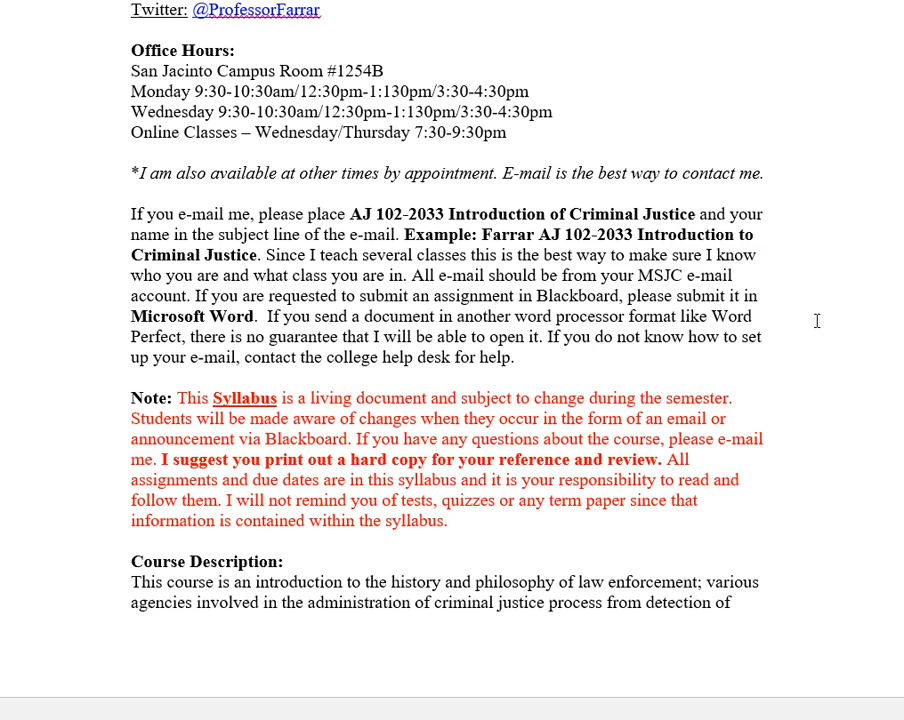 Twitter: @ProfessorFarrar
Office Hours:
San Jacinto Campus Room #1254B
Monday 9:30-10:30am/12:30pm-1:130pm/3:30-4:30pm
Wednesday 9:30-10:30am/12:30pm-1:130pm/3:30-4:30pm
Online Classes – Wednesday/Thursday 7:30-9:30pm
*I am also available at other times by appointment. E-mail is the best way to contact me.
If you e-mail me, please place AJ 102-2033 Introduction of Criminal Justice and your
name in the subject line of the e-mail. Example: Farrar AJ 102-2033 Introduction to
Criminal Justice. Since I teach several classes this is the best way to make sure I know
who you are and what class you are in. All e-mail should be from your MSJC e-mail
account. If you are requested to submit an assignment in Blackboard, please submit it in
Microsoft Word.  If you send a document in another word processor format like Word
Perfect, there is no guarantee that I will be able to open it. If you do not know how to set
up your e-mail, contact the college help desk for help.
Note: This Syllabus is a living document and subject to change during the semester.
Students will be made aware of changes when they occur in the form of an email or
announcement via Blackboard. If you have any questions about the course, please e-mail
me. I suggest you print out a hard copy for your reference and review. All
assignments and due dates are in this syllabus and it is your responsibility to read and
follow them. I will not remind you of tests, quizzes or any term paper since that
information is contained within the syllabus.
Course Description:
This course is an introduction to the history and philosophy of law enforcement; various
agencies involved in the administration of criminal justice process from detection of